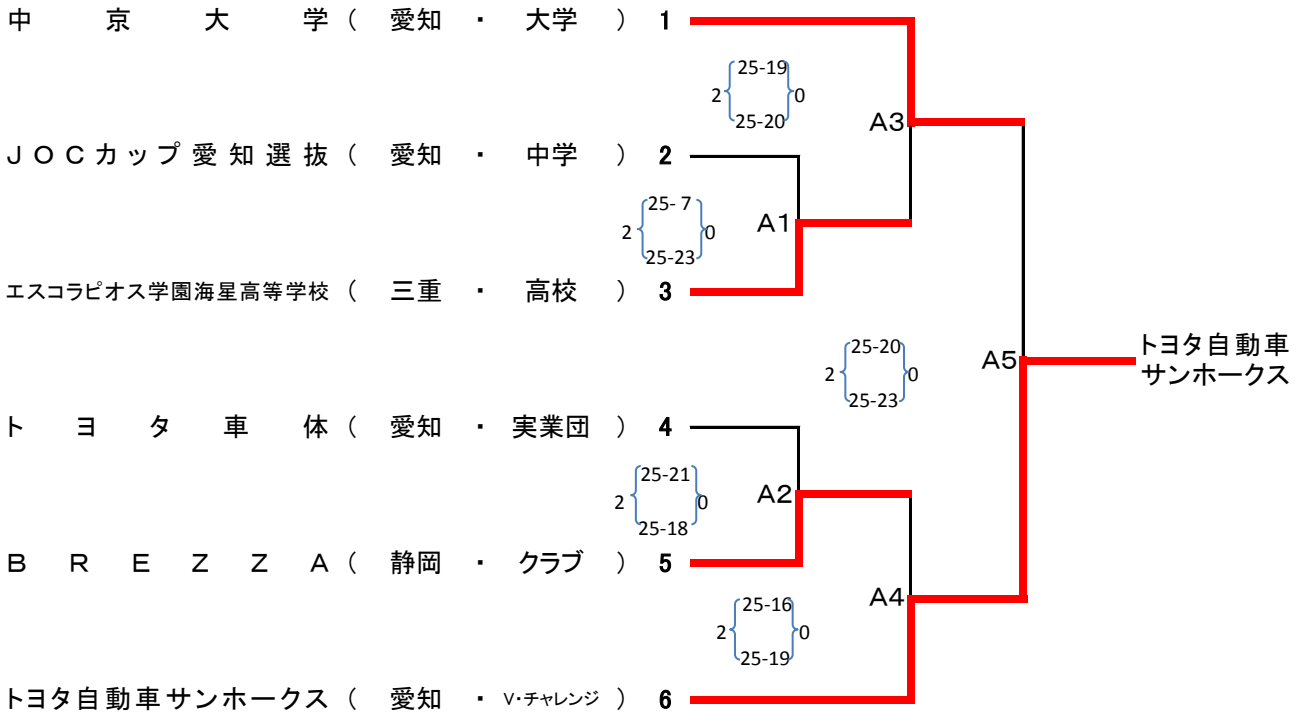 中京大学（ 愛知 ・ 大学 ） 1
25-19
2 0
25-20
A3
ＪＯＣカップ愛知選抜（ 愛知 ・ 中学 ） 2
25- 7
2 0
25-23
A1
エスコラピオス学園海星高等学校（ 三重 ・ 高校 ） 3
25-20
2 0
25-23
A5
トヨタ自動車
サンホークス
トヨタ車体（ 愛知 ・ 実業団 ） 4
25-21
2 0
25-18
A2
ＢＲＥＺＺＡ（ 静岡 ・ クラブ ） 5
25-16
2 0
25-19
A4
トヨタ自動車サンホークス（ 愛知 ・ V・チャレンジ ） 6